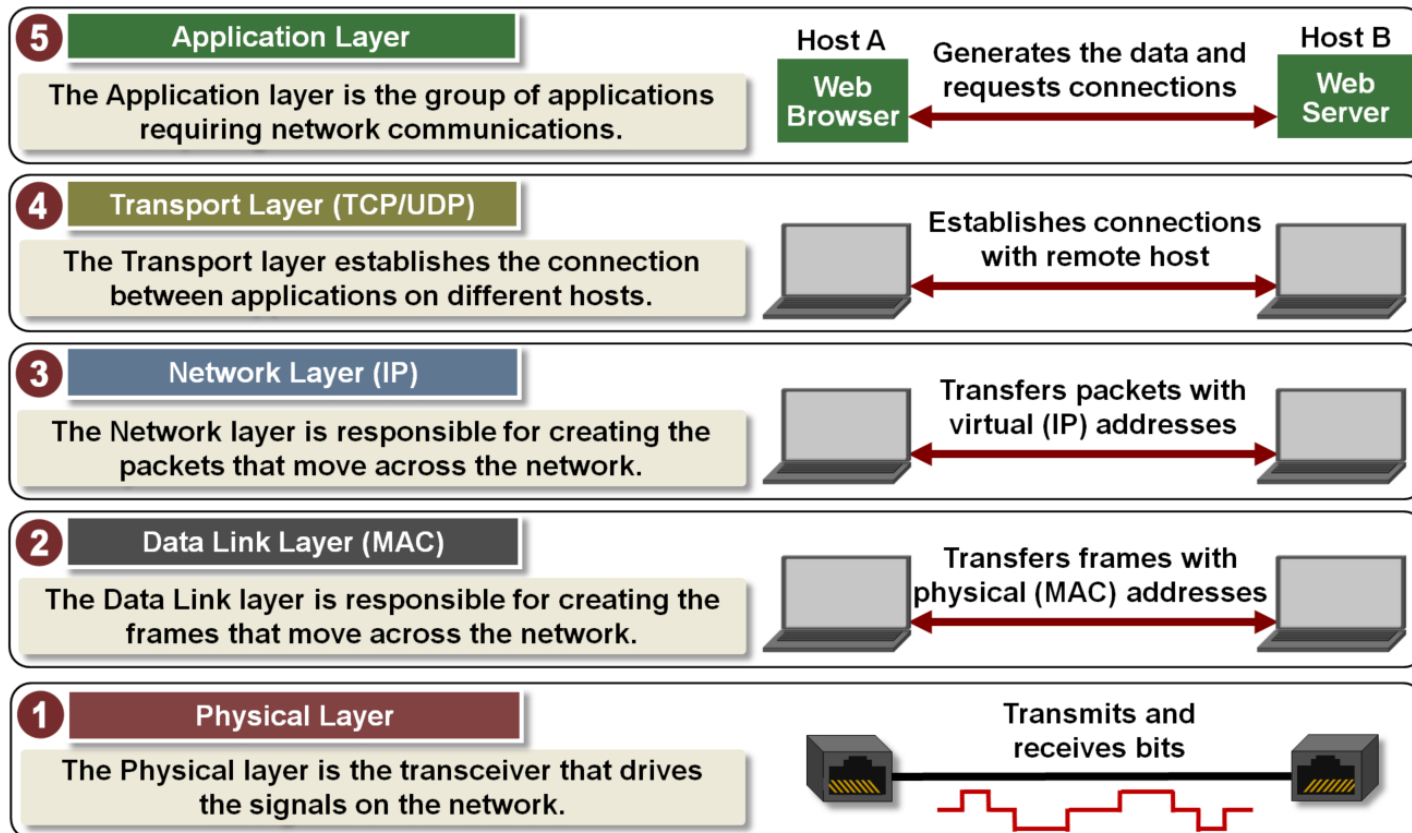 5
Application Layer
The Application layer is the group of applications
requiring network communications.
Host A
Web
Browser
Generates the data and
requests connections
Host B
Web
Server
4
Transport Layer (TCP/UDP)
The Transport layer establishes the connection
between applications on different hosts.
Establishes connections
with remote host
3
Network Layer (IP)
The Network layer is responsible for creating the
packets that move across the network.
Transfers packets with
virtual (IP) addresses
2
Data Link Layer (MAC)
The Data Link layer is responsible for creating the
frames that move across the network.
Transfers frames with
physical (MAC) addresses
1
Physical Layer
The Physical layer is the transceiver that drives
the signals on the network.
Transmits and
receives bits